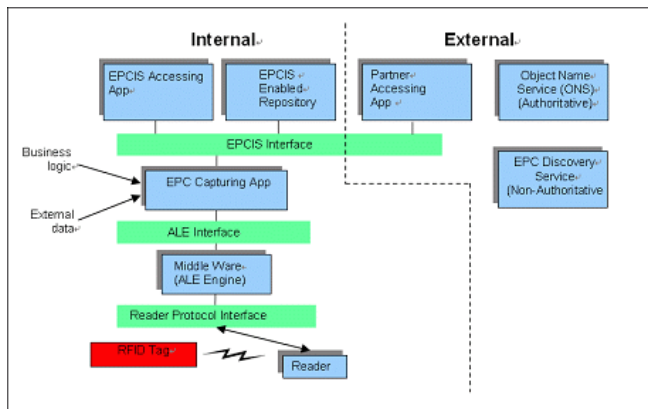 Internal
External
EPCIS Accessing
App
EPCIS
Enabled
Repository
Partner
Accessing
App
Object Name
Service (ONS)
(Authoritative)
EPCIS Interface
Business
logic
EPC Discovery
Service
(Non-Authoritative
EPC Capturing App
External
data
ALE Interface
Middle Ware
(ALE Engine)
Reader Protocol Interface
RFID Tag
Reader